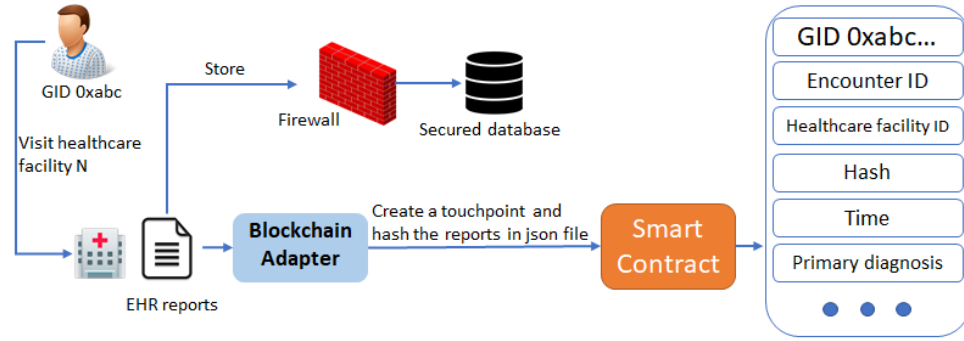 GID 0xabc
Visit healthcare
facility N
Store
Firewall
Secured database
EHR reports
Blockchain
Adapter
Create a touchpoint and
hash the reports in json file
Smart
Contract
GID 0xabc...
Encounter ID
Healthcare facility ID
Hash
Time
Primary diagnosis